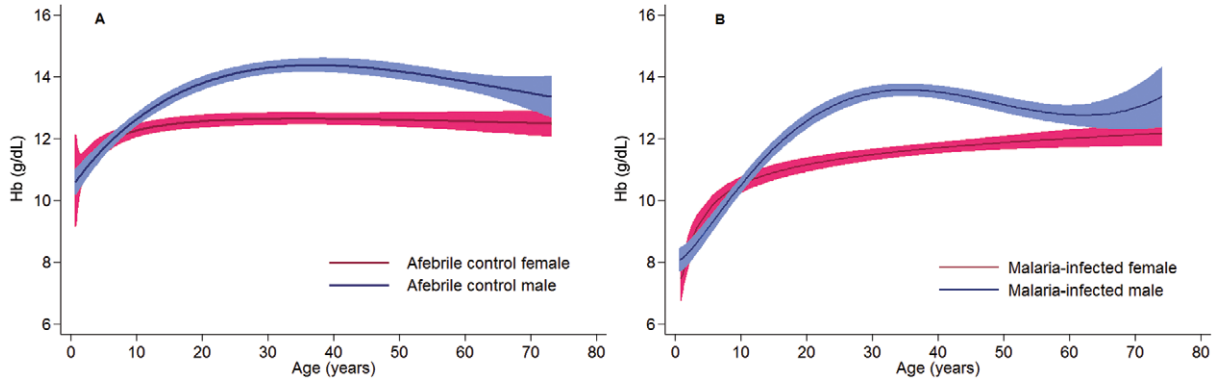 A
16
14
12
10
8
6
Hb (g/dL)
Afebrile control female
Afebrile control male
0 10 20 30 40 50 60 70 80
Age (years)
B
16
14
12
10
8
6
Hb (g/dL)
Malaria-infected female
Malaria-infected male
0 10 20 30 40 50 60 70 80
Age (years)